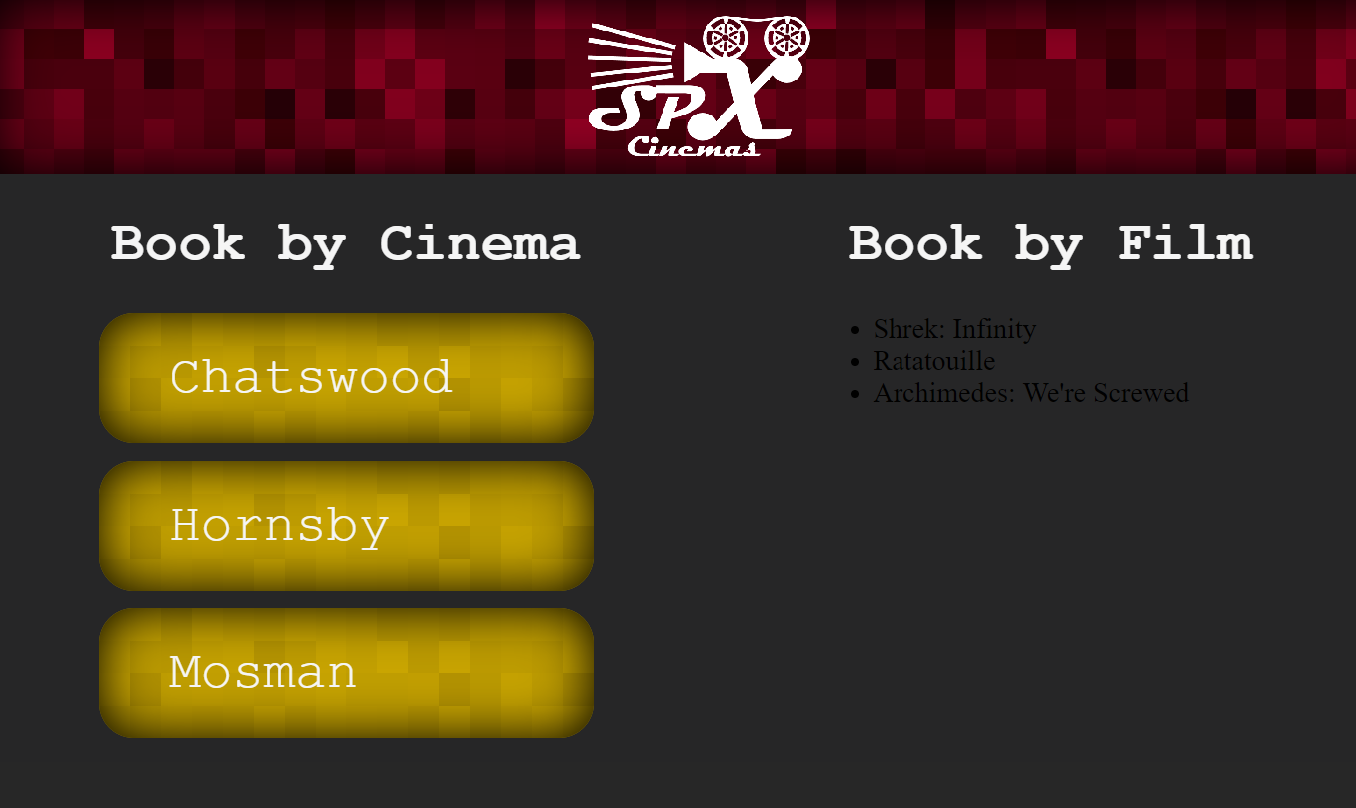 SPX
Cinemas
Book by Cinema
Chatswood
Hornsby
Mosman
Book by Film
Shrek: Infinity
Ratatouille
Archimedes: We're Screwed